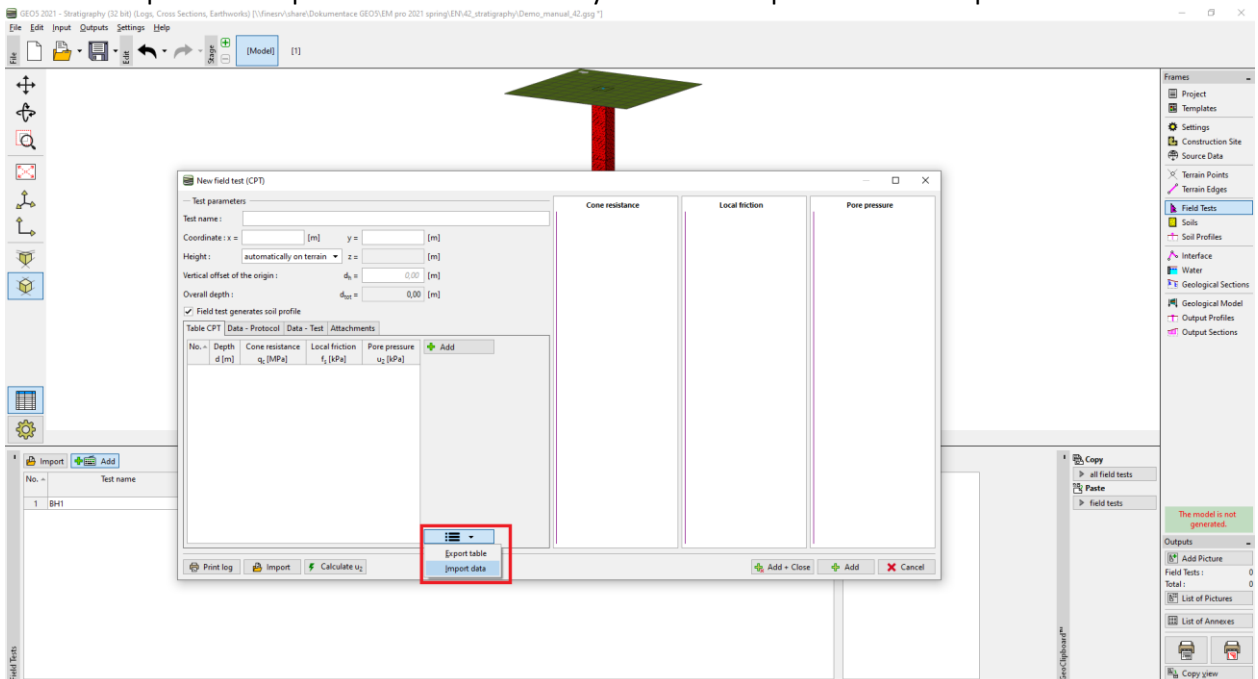 GEO5 2021 - Stratigraphy (32 bit) (Logs, Cross Sections, Earthworks) [\\finesrv\share\Dokumentace GEO5\EM pro 2021 spring\EN\42_stratigraphy\Demo_manual_42.gsg *]
File Edit Input Outputs Settings Help
File
Edit
Stage
[Model] [1]
Frames
Project
Templates
Settings
Construction Site
Source Data
Terrain Points
Terrain Edges
Field Tests
Soils
Soil Profiles
Interface
Water
Geological Sections
Geological Model
Output Profiles
Output Sections
New field test (CPT)
Test parameters
Test name :
Coordinate : x = [m] y = [m]
Height : automatically on terrain z = [m]
Vertical offset of the origin : dh = 0,00 [m]
Overall depth : dtot = 0,00 [m]
Field test generates soil profile
Table CPT Data - Protocol Data - Test Attachments
No. Depth Cone resistance Local friction Pore pressure
d [m] qc [MPa] fs [kPa] u2 [kPa]
Add
Cone resistance
Local friction
Pore pressure
Export table
Import data
Print log Import Calculate u2
Add + Close Add Cancel
Import Add
No. Test name
1 BH1
Field Tests
Copy
all field tests
Paste
field tests
GeoClipboard™
The model is not
generated.
Outputs
Add Picture
Field Tests : 0
Total : 0
List of Pictures
List of Annexes
Copy view